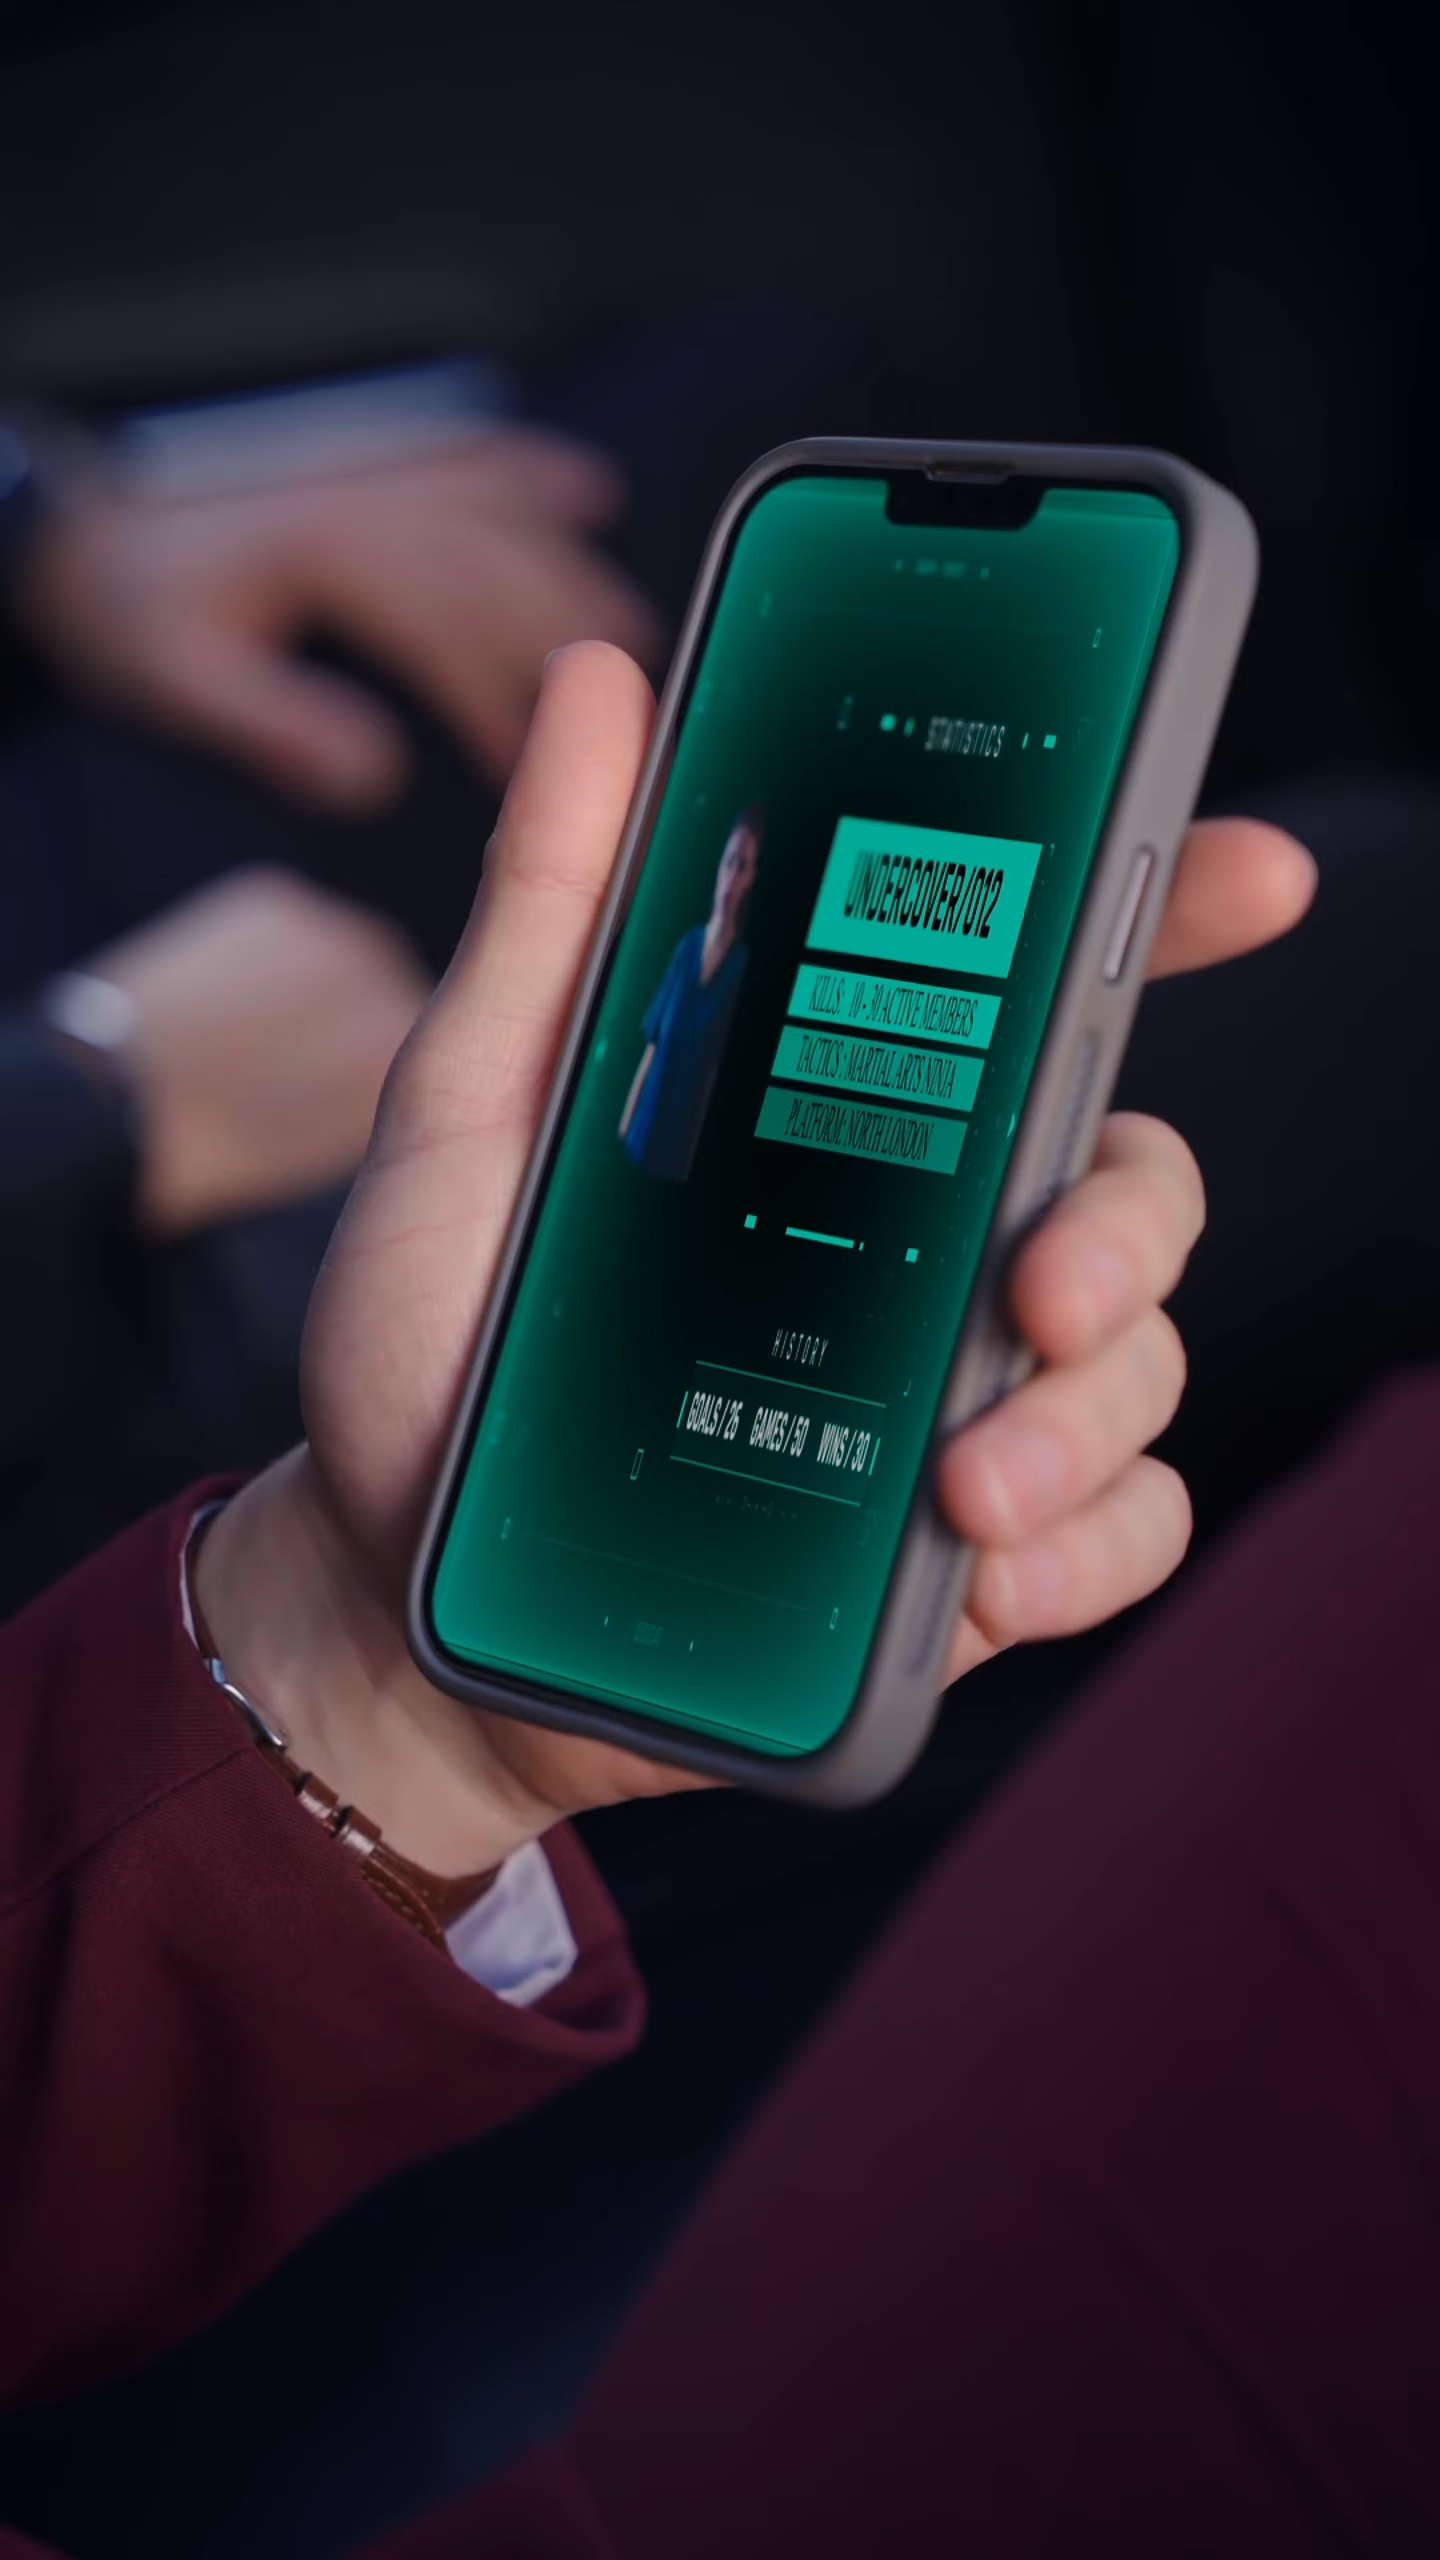 STATISTICS
UNDERCOVER/012
KILLS: 10 - 30 ACTIVE MEMBERS
TACTICS : MARTIAL ARTS NINJA
PLATFORM: NORTH LONDON
HISTORY
GOALS / 26 GAMES / 50 WINS / 30